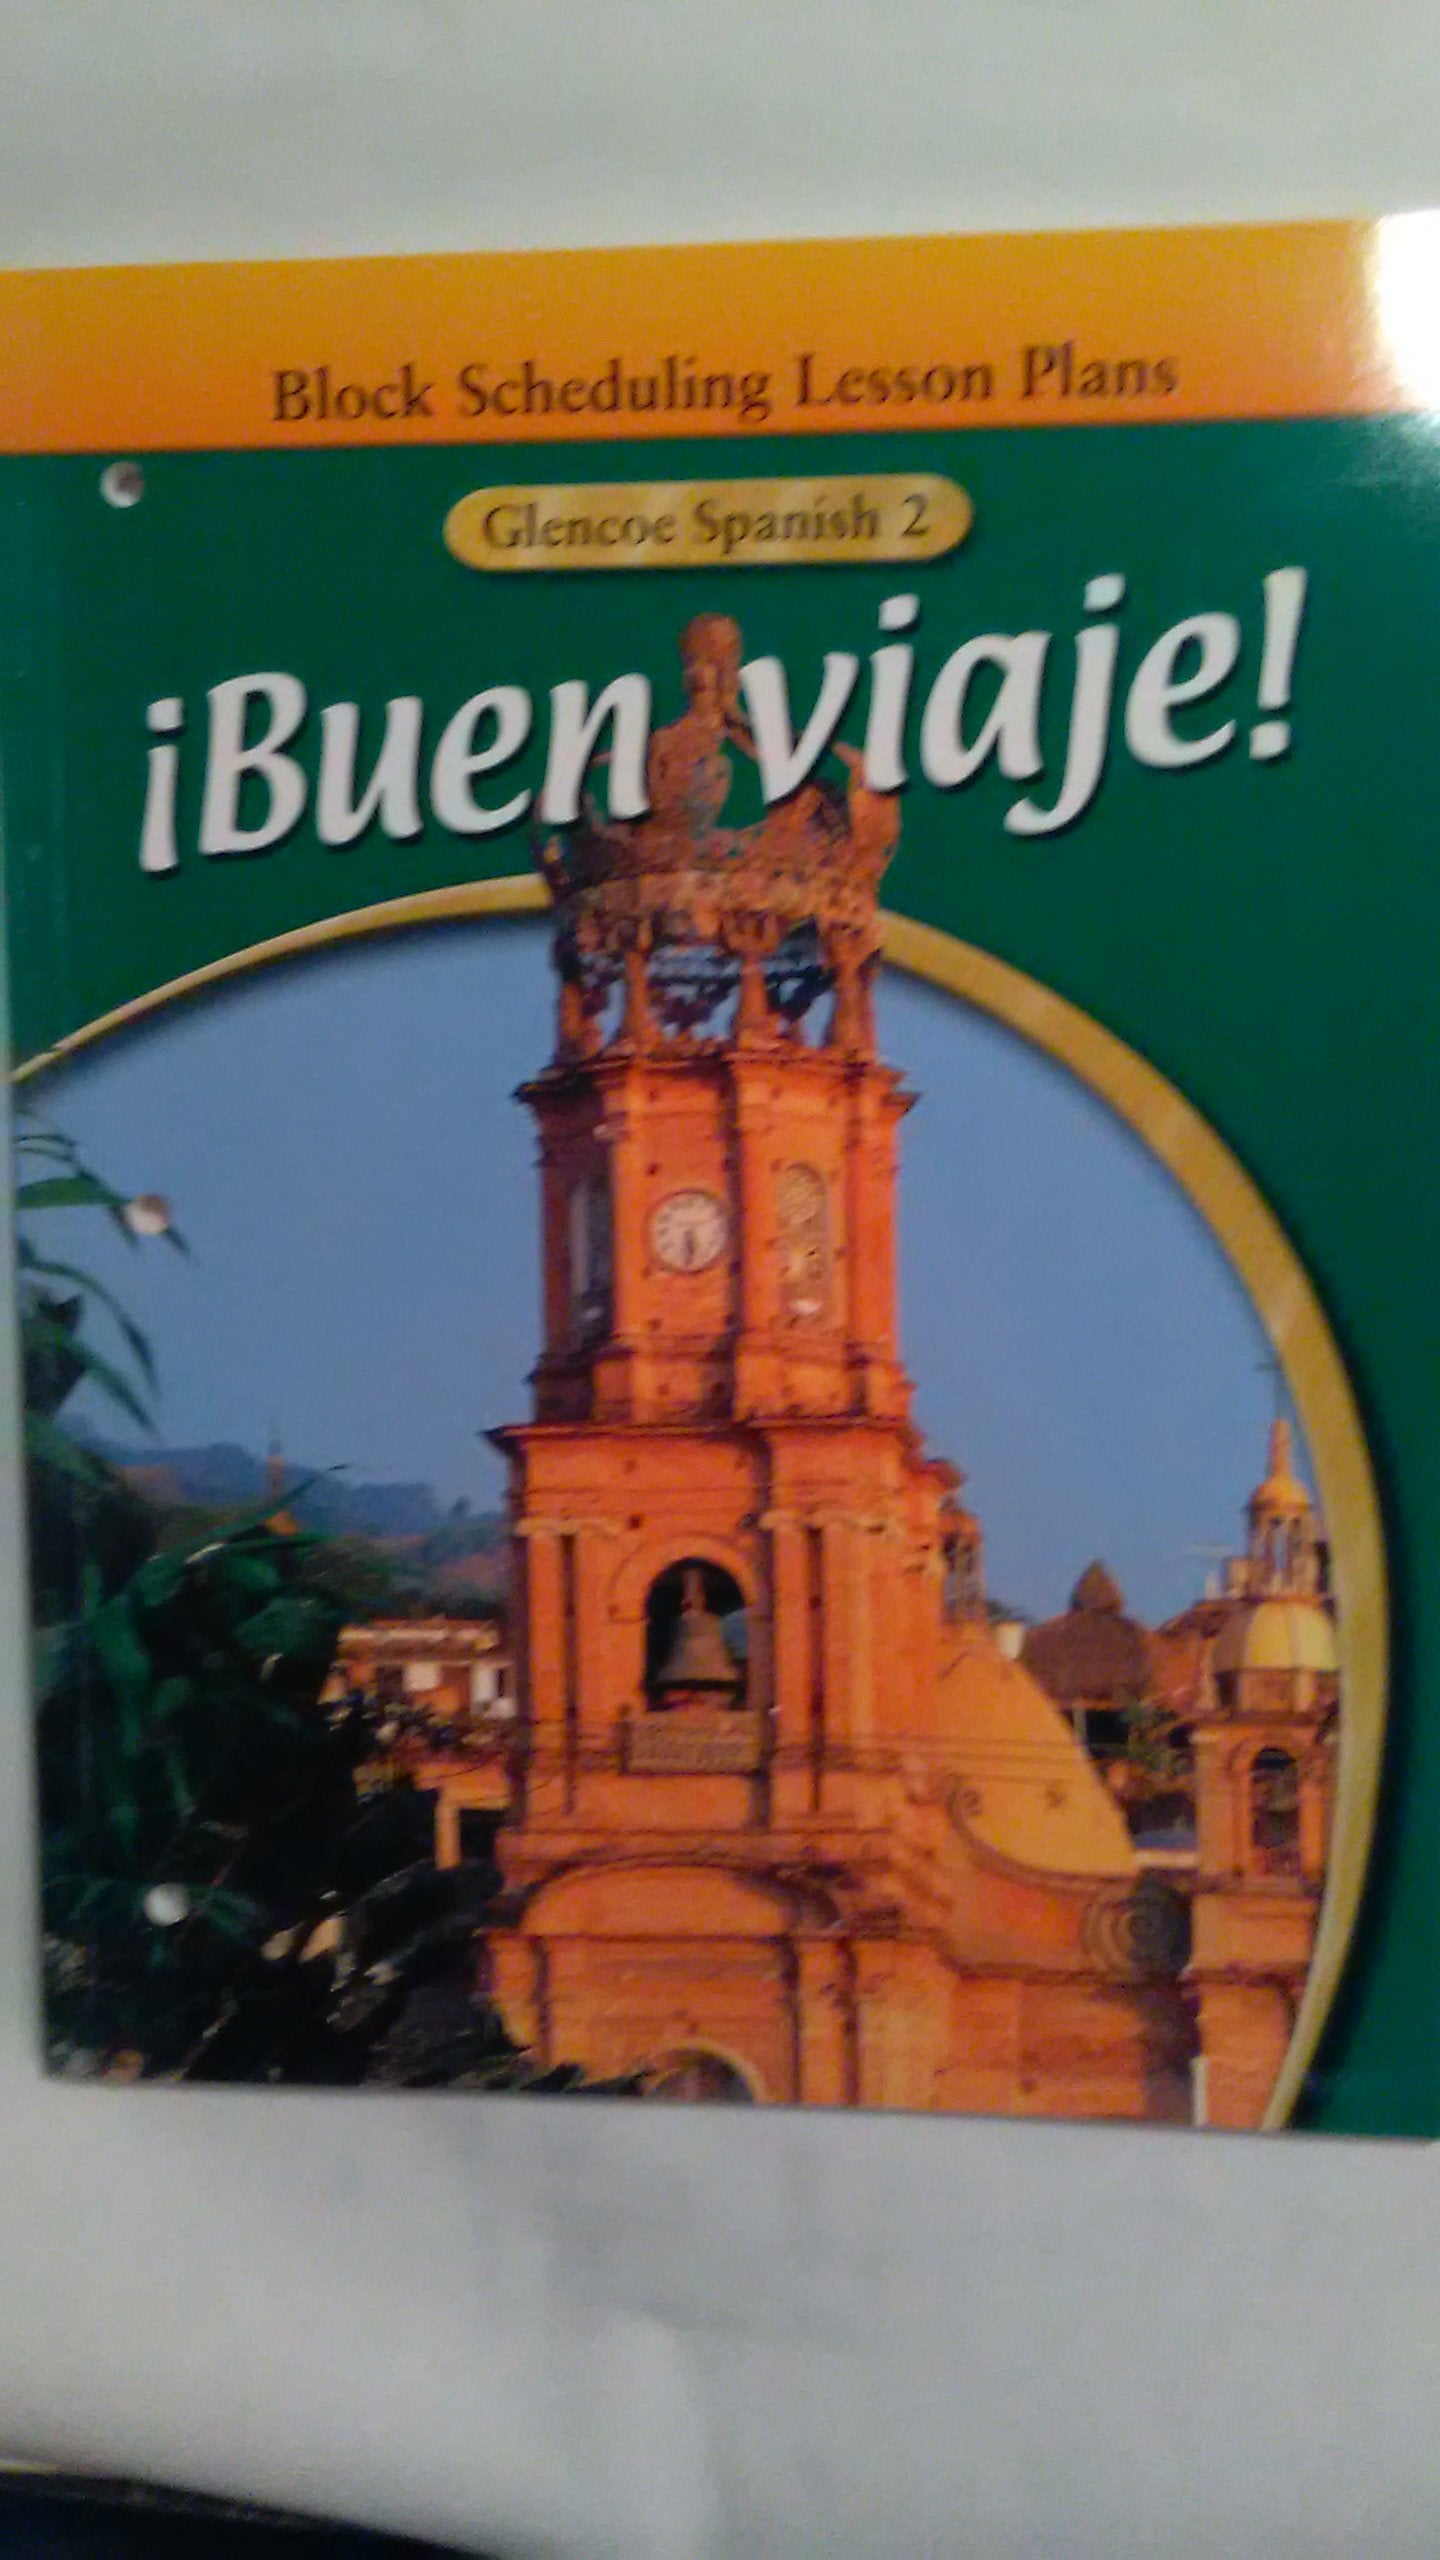 Block Scheduling Lesson Plans
Glencoe Spanish 2
¡Buen viaje!